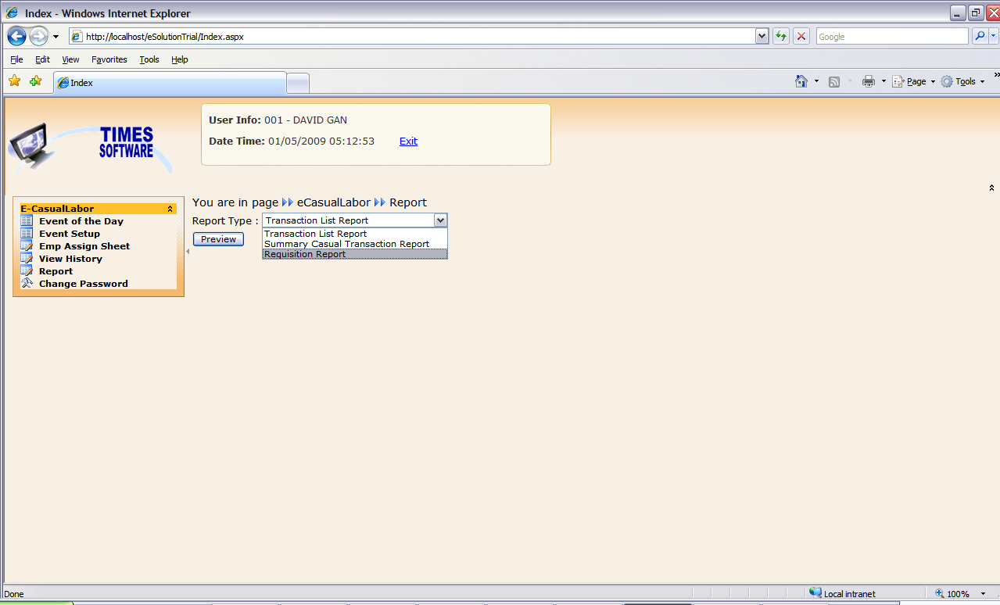 Index - Windows Internet Explorer
http://localhost/eSolutionTrial/Index.aspx
Google
File Edit View Favorites Tools Help
Index
Page Tools
TIMES
SOFTWARE
User Info: 001 - DAVID GAN
Date Time: 01/05/2009 05:12:53 Exit
E-CasualLabor
Event of the Day
Event Setup
Emp Assign Sheet
View History
Report
Change Password
You are in page eCasualLabor Report
Report Type : Transaction List Report
Transaction List Report
Summary Casual Transaction Report
Requisition Report
Preview
Done
Local intranet
100%